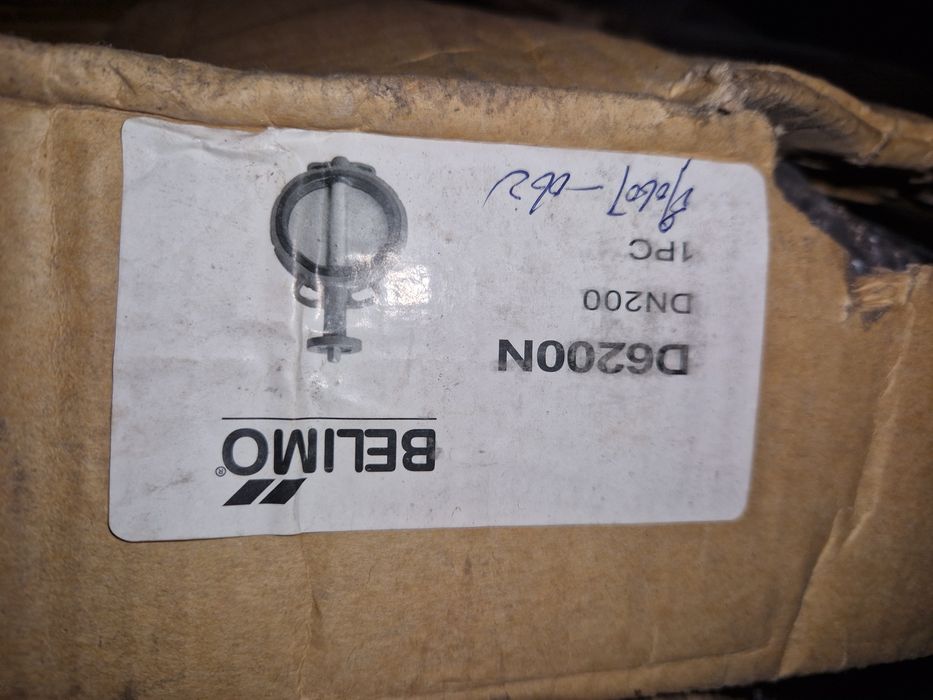 BELIMO®
D6200N
DN200
1PC